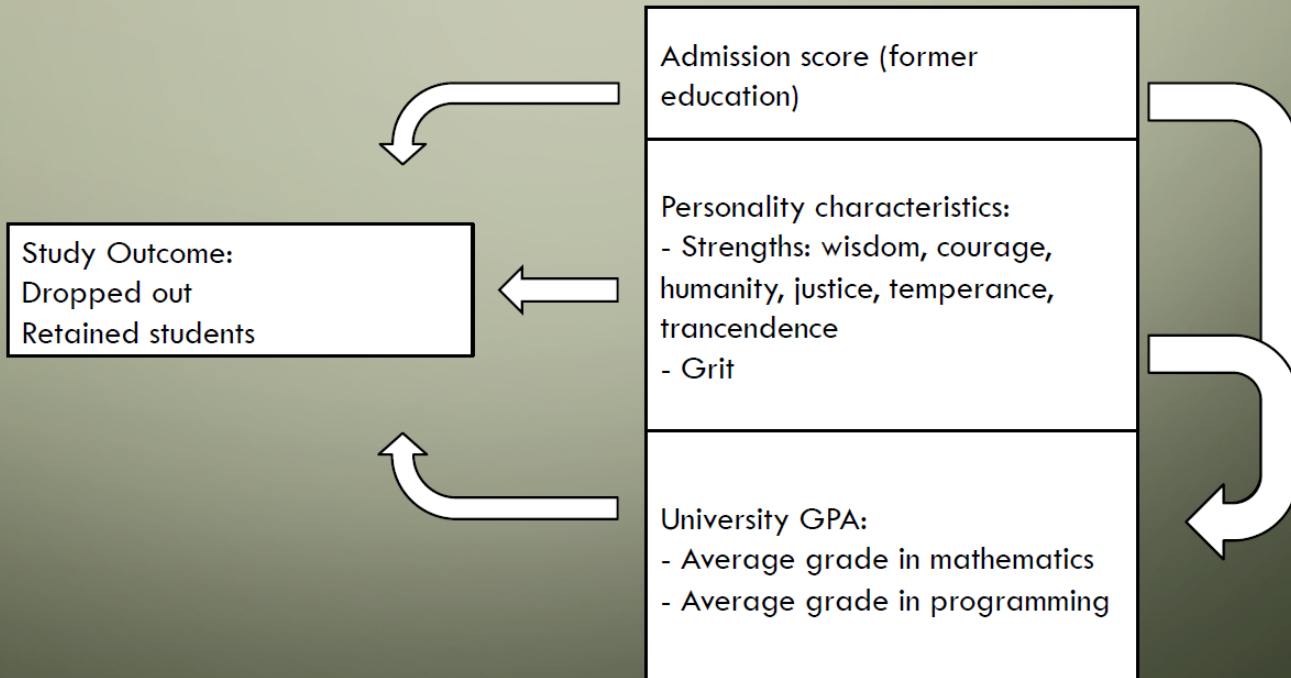 Admission score (former
education)
Personality characteristics:
- Strengths: wisdom, courage,
humanity, justice, temperance,
trancendence
- Grit
Study Outcome:
Dropped out
Retained students
University GPA:
- Average grade in mathematics
- Average grade in programming